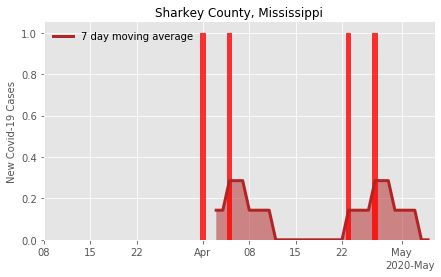 Sharkey County, Mississippi
7 day moving average
New Covid-19 Cases
1.0
0.8
0.6
0.4
0.2
0.0
08 15 22 Apr 08 15 22 May
2020-May